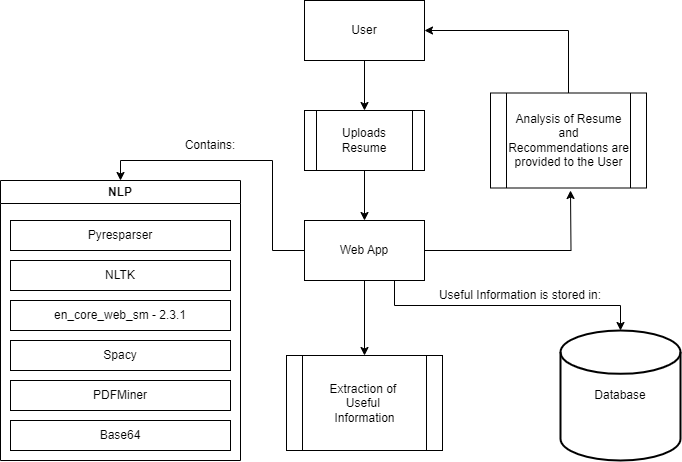 User
Uploads
Resume
Analysis of Resume
and
Recommendations are
provided to the User
Contains:
NLP
Pyresparser
NLTK
en_core_web_sm - 2.3.1
Spacy
PDFMiner
Base64
Web App
Useful Information is stored in:
Extraction of
Useful
Information
Database